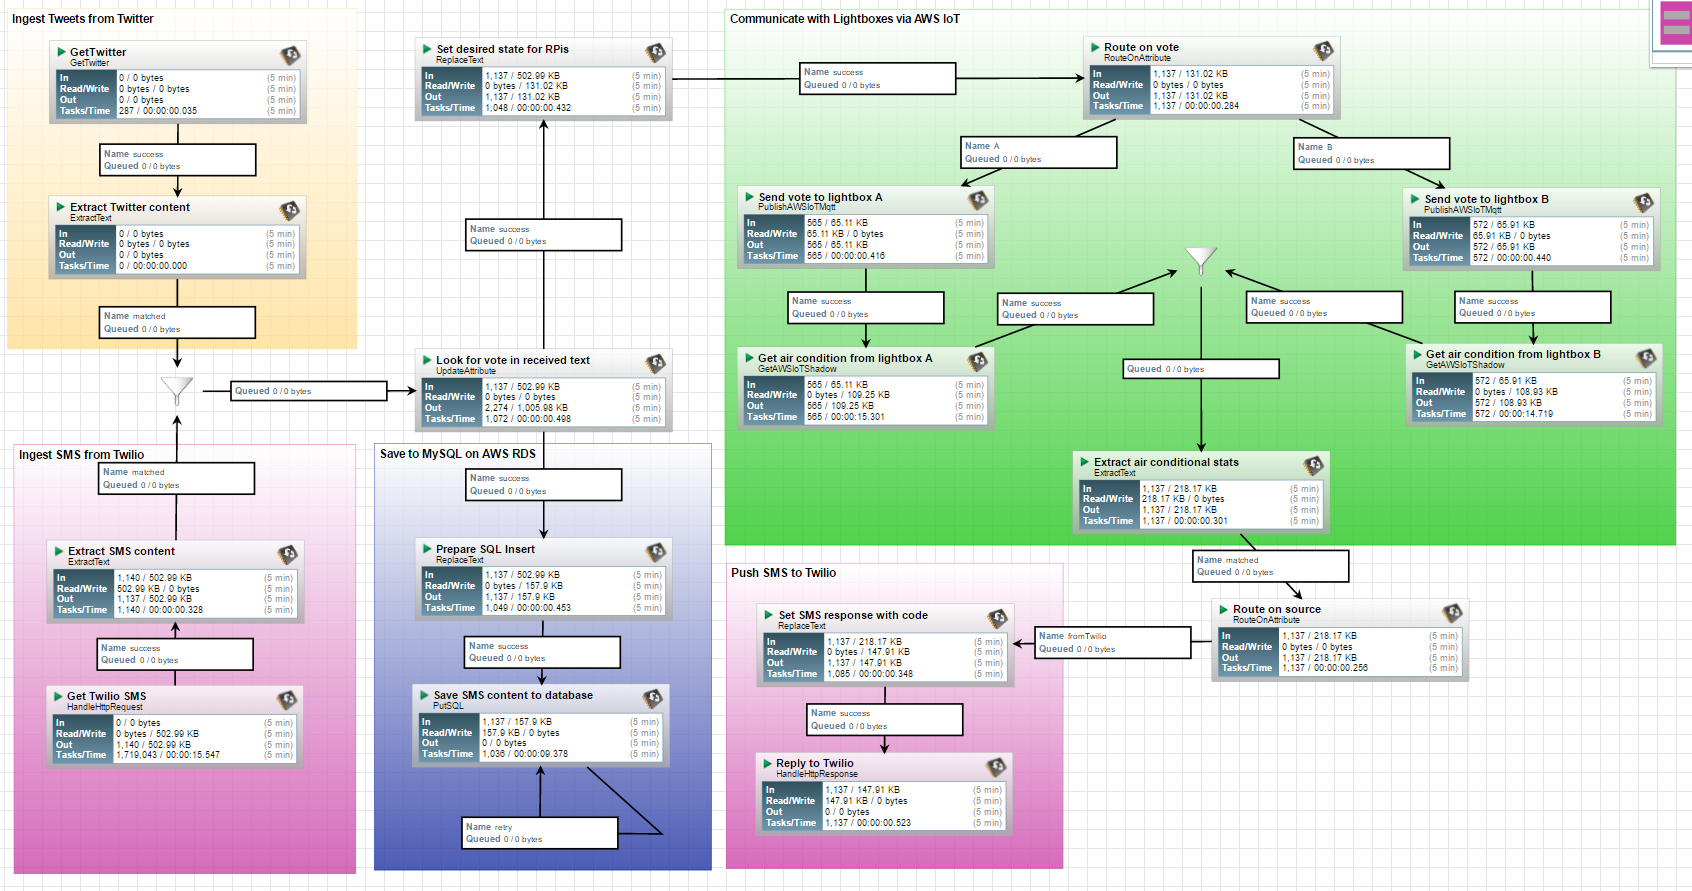 Ingest Tweets from Twitter
GetTwitter
GetTwitter
In 0 / 0 bytes (5 min)
Read/Write 0 bytes / 0 bytes (5 min)
Out 0 / 0 bytes (5 min)
Tasks/Time 287 / 00:00:00.035 (5 min)
Name success
Queued 0 / 0 bytes
Extract Twitter content
ExtractText
In 0 / 0 bytes (5 min)
Read/Write 0 bytes / 0 bytes (5 min)
Out 0 / 0 bytes (5 min)
Tasks/Time 0 / 00:00:00.000 (5 min)
Name matched
Queued 0 / 0 bytes
Queued 0 / 0 bytes
Ingest SMS from Twilio
Name matched
Queued 0 / 0 bytes
Extract SMS content
ExtractText
In 1,140 / 502.99 KB (5 min)
Read/Write 502.99 KB / 0 bytes (5 min)
Out 1,137 / 502.99 KB (5 min)
Tasks/Time 1,140 / 00:00:00.328 (5 min)
Name success
Queued 0 / 0 bytes
Get Twilio SMS
HandleHttpRequest
In 0 / 0 bytes (5 min)
Read/Write 0 bytes / 502.99 KB (5 min)
Out 1,140 / 502.99 KB (5 min)
Tasks/Time 1,719,043 / 00:00:15.547 (5 min)
Set desired state for RPis
ReplaceText
In 1,137 / 502.99 KB (5 min)
Read/Write 0 bytes / 131.02 KB (5 min)
Out 1,137 / 131.02 KB (5 min)
Tasks/Time 1,048 / 00:00:00.432 (5 min)
Name success
Queued 0 / 0 bytes
Look for vote in received text
UpdateAttribute
In 1,137 / 502.99 KB (5 min)
Read/Write 0 bytes / 0 bytes (5 min)
Out 2,274 / 1,005.98 KB (5 min)
Tasks/Time 1,072 / 00:00:00.498 (5 min)
Save to MySQL on AWS RDS
Name success
Queued 0 / 0 bytes
Prepare SQL Insert
ReplaceText
In 1,137 / 502.99 KB (5 min)
Read/Write 0 bytes / 157.9 KB (5 min)
Out 1,137 / 157.9 KB (5 min)
Tasks/Time 1,049 / 00:00:00.453 (5 min)
Name success
Queued 0 / 0 bytes
Save SMS content to database
PutSQL
In 1,137 / 157.9 KB (5 min)
Read/Write 157.9 KB / 0 bytes (5 min)
Out 0 / 0 bytes (5 min)
Tasks/Time 1,036 / 00:00:09.378 (5 min)
Name retry
Queued 0 / 0 bytes
Communicate with Lightboxes via AWS IoT
Name success
Queued 0 / 0 bytes
Route on vote
RouteOnAttribute
In 1,137 / 131.02 KB (5 min)
Read/Write 0 bytes / 0 bytes (5 min)
Out 1,137 / 131.02 KB (5 min)
Tasks/Time 1,137 / 00:00:00.284 (5 min)
Name A
Queued 0 / 0 bytes
Name B
Queued 0 / 0 bytes
Send vote to lightbox A
PublishAWSIoTMqtt
In 565 / 65.11 KB (5 min)
Read/Write 65.11 KB / 0 bytes (5 min)
Out 565 / 65.11 KB (5 min)
Tasks/Time 565 / 00:00:00.416 (5 min)
Send vote to lightbox B
PublishAWSIoTMqtt
In 572 / 65.91 KB (5 min)
Read/Write 65.91 KB / 0 bytes (5 min)
Out 572 / 65.91 KB (5 min)
Tasks/Time 572 / 00:00:00.440 (5 min)
Name success
Queued 0 / 0 bytes
Name success
Queued 0 / 0 bytes
Name success
Queued 0 / 0 bytes
Name success
Queued 0 / 0 bytes
Get air condition from lightbox A
GetAWSIoTShadow
In 565 / 65.11 KB (5 min)
Read/Write 0 bytes / 109.25 KB (5 min)
Out 565 / 109.25 KB (5 min)
Tasks/Time 565 / 00:00:15.301 (5 min)
Queued 0 / 0 bytes
Get air condition from lightbox B
GetAWSIoTShadow
In 572 / 65.91 KB (5 min)
Read/Write 0 bytes / 108.93 KB (5 min)
Out 572 / 108.93 KB (5 min)
Tasks/Time 572 / 00:00:14.719 (5 min)
Extract air conditional stats
ExtractText
In 1,137 / 218.17 KB (5 min)
Read/Write 218.17 KB / 0 bytes (5 min)
Out 1,137 / 218.17 KB (5 min)
Tasks/Time 1,137 / 00:00:00.301 (5 min)
Name matched
Queued 0 / 0 bytes
Route on source
RouteOnAttribute
In 1,137 / 218.17 KB (5 min)
Read/Write 0 bytes / 0 bytes (5 min)
Out 1,137 / 218.17 KB (5 min)
Tasks/Time 1,137 / 00:00:00.256 (5 min)
Name fromTwilio
Queued 0 / 0 bytes
Push SMS to Twilio
Set SMS response with code
ReplaceText
In 1,137 / 218.17 KB (5 min)
Read/Write 0 bytes / 147.91 KB (5 min)
Out 1,137 / 147.91 KB (5 min)
Tasks/Time 1,085 / 00:00:00.348 (5 min)
Name success
Queued 0 / 0 bytes
Reply to Twilio
HandleHttpResponse
In 1,137 / 147.91 KB (5 min)
Read/Write 147.91 KB / 0 bytes (5 min)
Out 0 / 0 bytes (5 min)
Tasks/Time 1,137 / 00:00:00.523 (5 min)